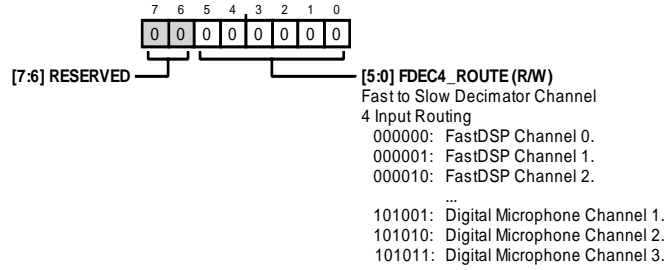 7 6 5 4 3 2 1 0
0 0 0 0 0 0 0 0
[7:6] RESERVED
[5:0] FDEC4_ROUTE (R/W)
Fast to Slow Decimator Channel
4 Input Routing
000000: FastDSP Channel 0.
000001: FastDSP Channel 1.
000010: FastDSP Channel 2.
...
101001: Digital Microphone Channel 1.
101010: Digital Microphone Channel 2.
101011: Digital Microphone Channel 3.